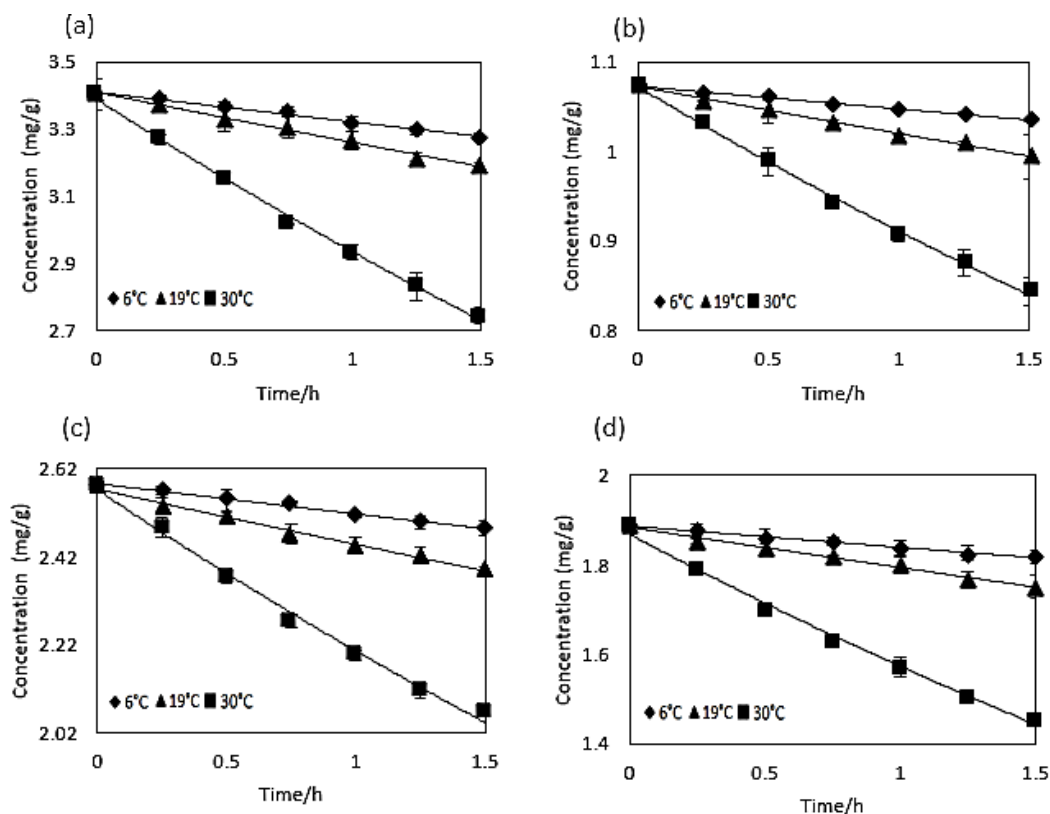 (a)
Concentration (mg/g)
3.5
3.3
3.1
2.9
2.7
6°C 19°C 30°C
0 0.5 1 1.5
Time/h
(b)
Concentration (mg/g)
1.1
1
0.9
0.8
6°C 19°C 30°C
0 0.5 1 1.5
Time/h
(c)
Concentration (mg/g)
2.62
2.42
2.22
2.02
6°C 19°C 30°C
0 0.5 1 1.5
Time/h
(d)
Concentration (mg/g)
2
1.8
1.6
1.4
6°C 19°C 30°C
0 0.5 1 1.5
Time/h